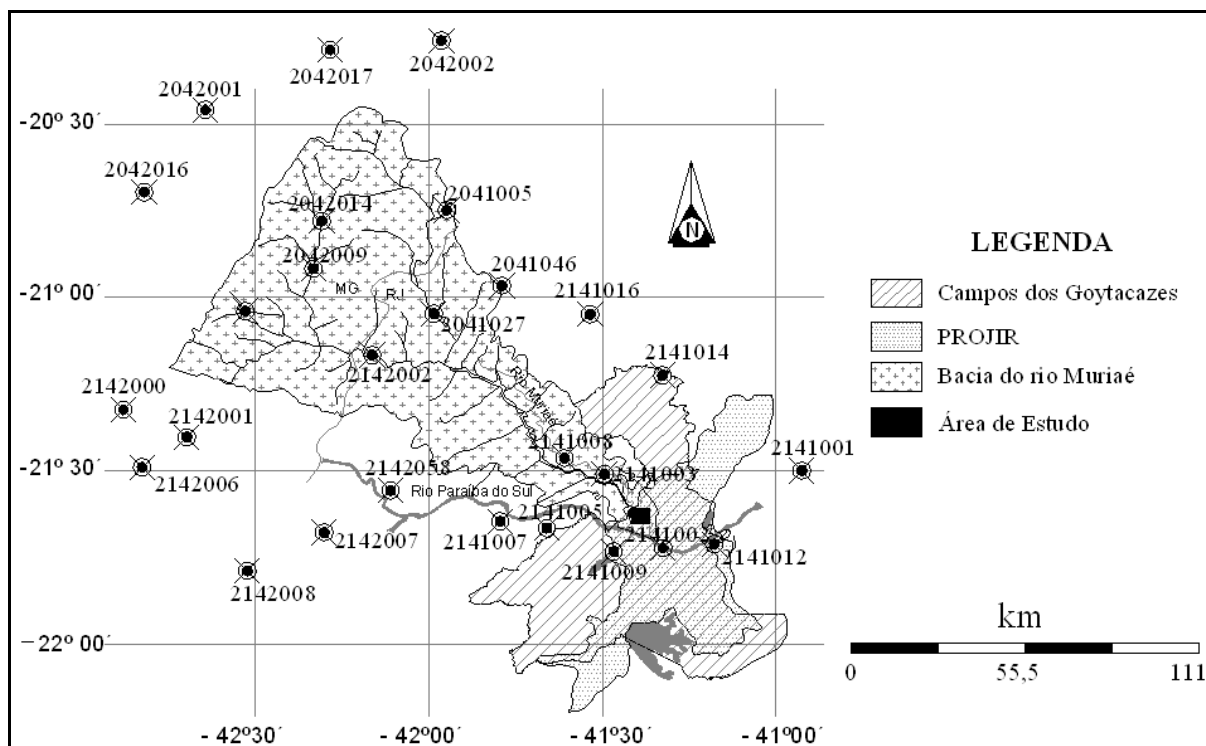 2042017
2042002
2042001
-20º 30´
2042016
2041005
2042014
2042009
2041046
MG
RJ
-21º 00´
2141016
2041027
2142002
2141014
2142000
2142001
Rio Muriaé
2141008
2141001
-21º 30´
2142006
2142058
2141003
Rio Paraíba do Sul
2141005
2142007
2141007
2141012
2141009
2142008
-22º 00´
- 42º30´
- 42º00´
- 41º30´
- 41º00´
N
LEGENDA
Campos dos Goytacazes
PROJIR
Bacia do rio Muriaé
Área de Estudo
km
0
55,5
111